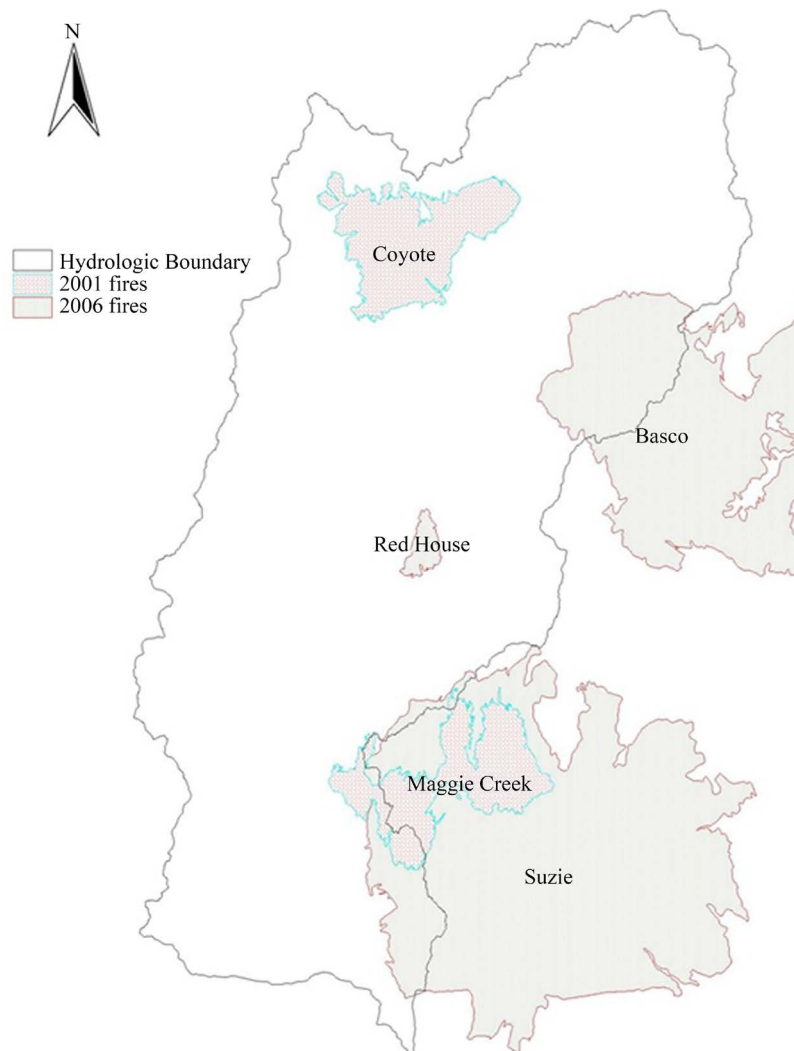 N
Hydrologic Boundary
2001 fires
2006 fires
Coyote
Basco
Red House
Maggie Creek
Suzie